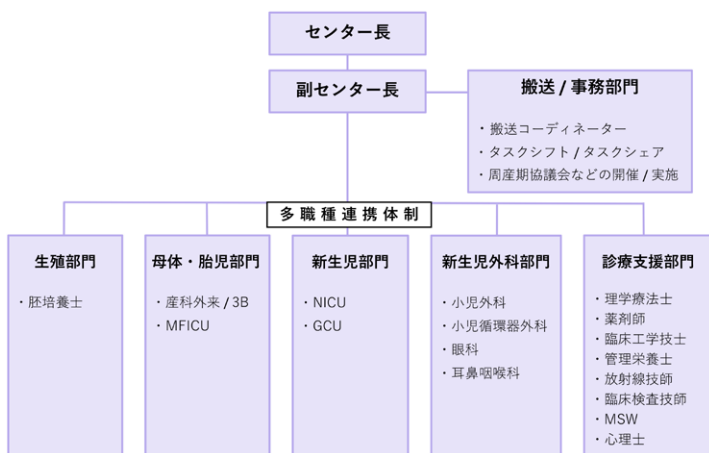 センター長
副センター長
搬送 / 事務部門
・搬送コーディネーター
・タスクシフト / タスクシェア
・周産期協議会などの開催 / 実施
多職種連携体制
生殖部門
・胚培養士
母体・胎児部門
・産科外来 / 3B
・MFICU
新生児部門
・NICU
・GCU
新生児外科部門
・小児外科
・小児循環器外科
・眼科
・耳鼻咽喉科
診療支援部門
・理学療法士
・薬剤師
・臨床工学技士
・管理栄養士
・放射線技師
・臨床検査技師
・MSW
・心理士